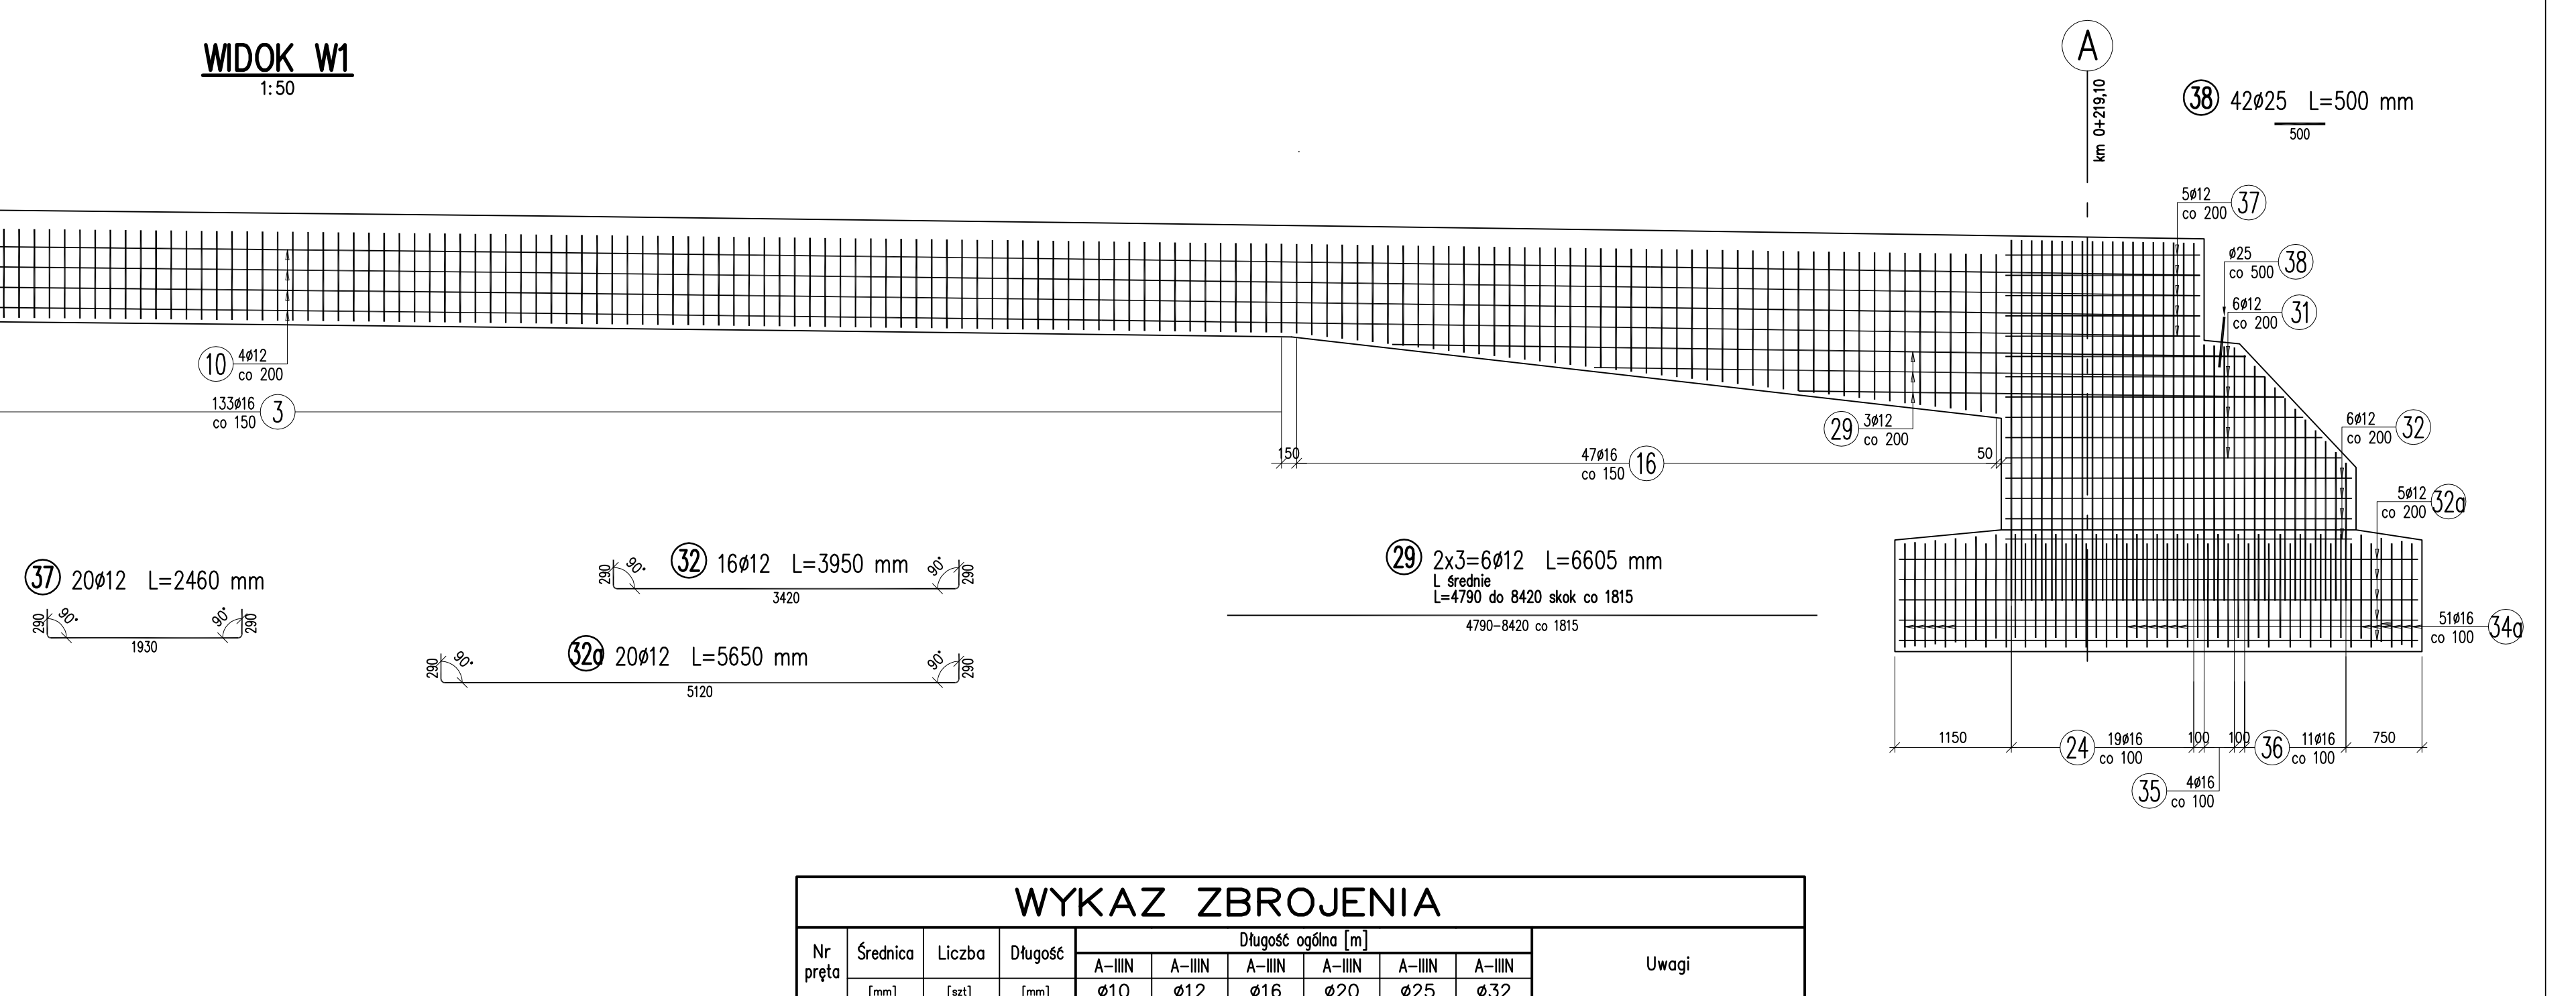 WIDOK W1
1:50
A
km 0+219,10
38 42ø25 L=500 mm
500
5ø12
co 200
37
ø25
co 500
38
6ø12
co 200
31
10
4ø12
co 200
133ø16
co 150
3
29
3ø12
co 200
6ø12
co 200
32
150
47ø16
co 150
16
50
5ø12
co 200
32a
37 20ø12 L=2460 mm
290 90° 90° 290
1930
32 16ø12 L=3950 mm
290 90° 90° 290
3420
32a 20ø12 L=5650 mm
290 90° 90° 290
5120
29 2x3=6ø12 L=6605 mm
L średnie
L=4790 do 8420 skok co 1815
4790-8420 co 1815
51ø16
co 100
34a
1150
24
19ø16
co 100
100
100
36
11ø16
co 100
750
35
4ø16
co 100
WYKAZ ZBROJENIA
Nr pręta
Średnica
Liczba
Długość
Długość ogólna [m]
Uwagi
A-IIIN A-IIIN A-IIIN A-IIIN A-IIIN A-IIIN
[mm] [szt] [mm] ø10 ø12 ø16 ø20 ø25 ø32